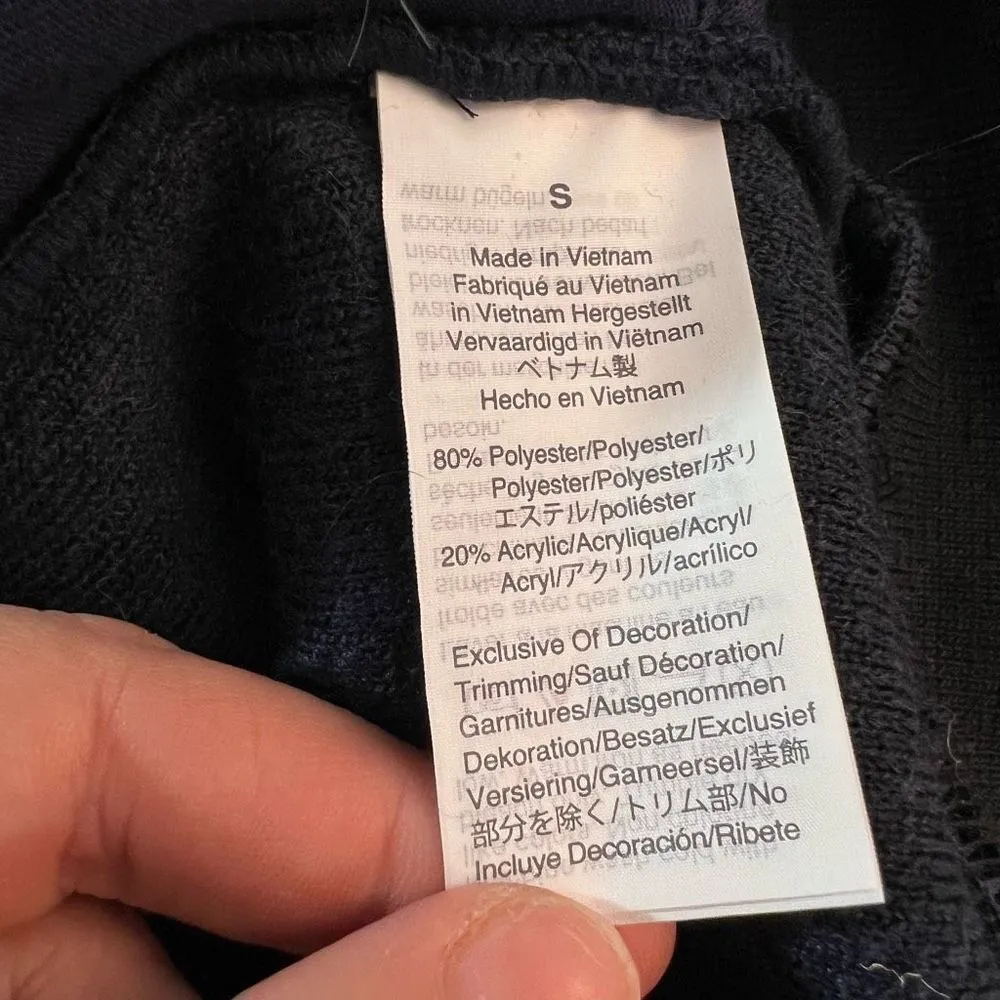 S
Made in Vietnam
Fabriqué au Vietnam
in Vietnam Hergestellt
Vervaardigd in Viëtnam
ベトナム製
Hecho en Vietnam
80% Polyester/Polyester/
Polyester/Polyester/ポリ
エステル/poliéster
20% Acrylic/Acrylique/Acryl/
Acryl/アクリル/acrílico
Exclusive Of Decoration/
Trimming/Sauf Décoration/
Garnitures/Ausgenommen
Dekoration/Besatz/Exclusief
Versiering/Gameersel/装飾
部分を除く/トリム部/No
Incluye Decoración/Ribete